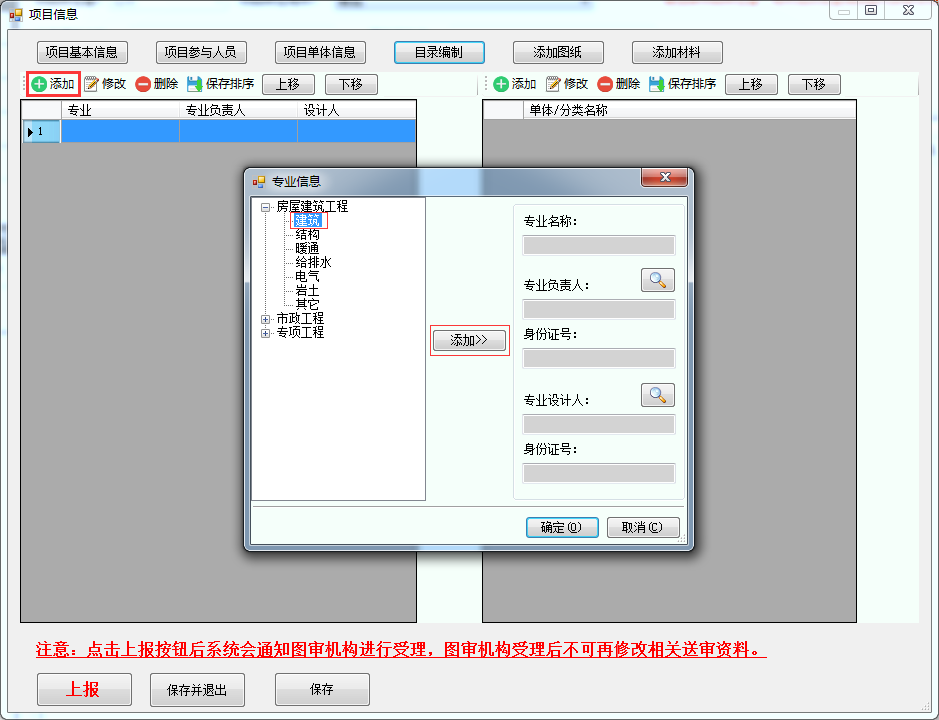 项目信息
项目基本信息 项目参与人员 项目单体信息 目录编制 添加图纸 添加材料
添加 修改 删除 保存排序 上移 下移 添加 修改 删除 保存排序 上移 下移
专业 专业负责人 设计人 单体/分类名称
1
专业信息
房屋建筑工程
建筑
结构
暖通
给排水
电气
岩土
其它
市政工程
专项工程
添加>>
专业名称:
专业负责人:
身份证号:
专业设计人:
身份证号:
确定(O) 取消(C)
注意：点击上报按钮后系统会通知图审机构进行受理，图审机构受理后不可再修改相关送审资料。
上报 保存并退出 保存